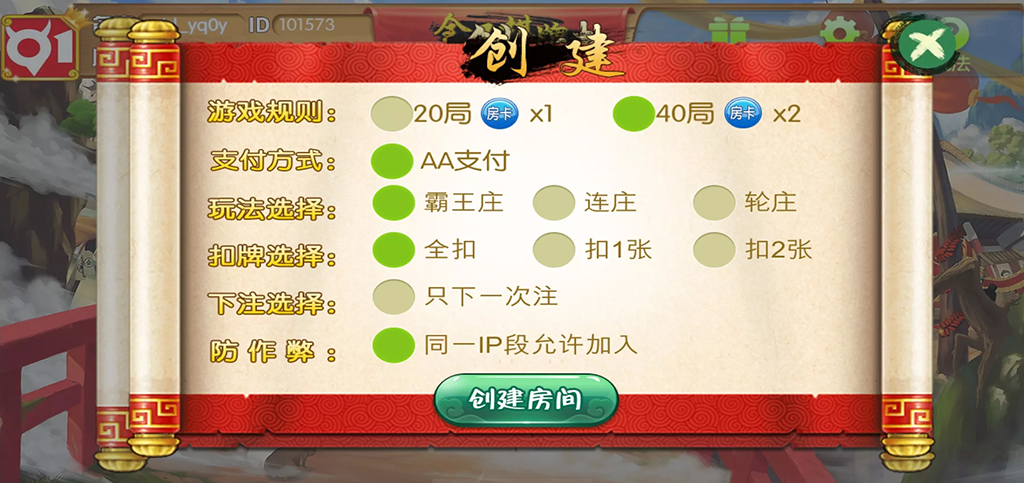 _yq0y ID 101573
创建
游戏规则： 20局 房卡 x1 40局 房卡 x2
支付方式： AA支付
玩法选择： 霸王庄 连庄 轮庄
扣牌选择： 全扣 扣1张 扣2张
下注选择： 只下一次注
防作弊： 同一IP段允许加入
创建房间